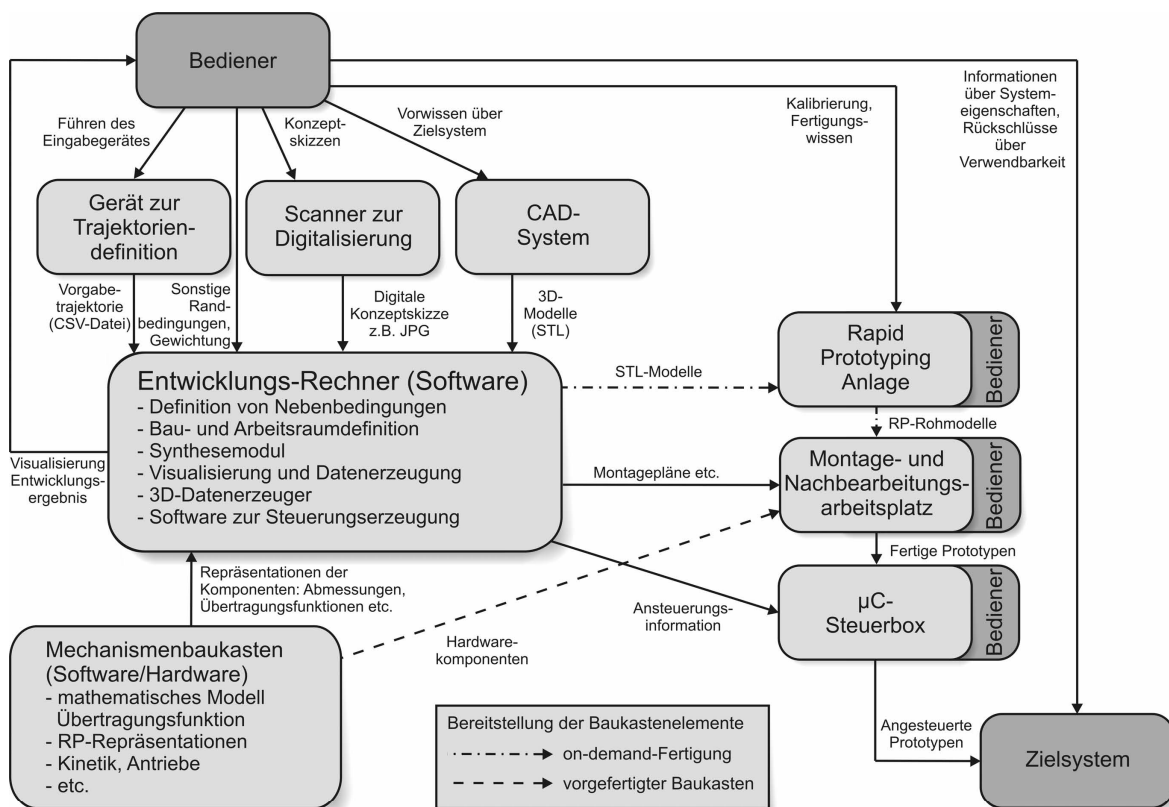 Bediener
Führen des
Eingabegerätes
Konzept-
skizzen
Vorwissen über
Zielsystem
Kalibrierung,
Fertigungs-
wissen
Informationen
über System-
eigenschaften,
Rückschlüsse
über
Verwendbarkeit
Gerät zur
Trajektorien-
definition
Scanner zur
Digitalisierung
CAD-
System
Vorgabe-
trajektorie
(CSV-Datei)
Sonstige
Rand-
bedingungen,
Gewichtung
Digitale
Konzeptskizze
z.B. JPG
3D-
Modelle
(STL)
Rapid
Prototyping
Anlage
Bediener
Entwicklungs-Rechner (Software)
- Definition von Nebenbedingungen
- Bau- und Arbeitsraumdefinition
- Synthesemodul
- Visualisierung und Datenerzeugung
- 3D-Datenerzeuger
- Software zur Steuerungserzeugung
STL-Modelle
RP-Rohmodelle
Visualisierung
Entwicklungs-
ergebnis
Montagepläne etc.
Montage- und
Nachbearbeitungs-
arbeitsplatz
Bediener
Fertige Prototypen
Repräsentationen der
Komponenten: Abmessungen,
Übertragungsfunktionen etc.
Ansteuerungs-
information
µC-
Steuerbox
Bediener
Hardware-
komponenten
Mechanismenbaukasten
(Software/Hardware)
- mathematisches Modell
Übertragungsfunktion
- RP-Repräsentationen
- Kinetik, Antriebe
- etc.
Bereitstellung der Baukastenelemente
on-demand-Fertigung
vorgefertigter Baukasten
Angesteuerte
Prototypen
Zielsystem